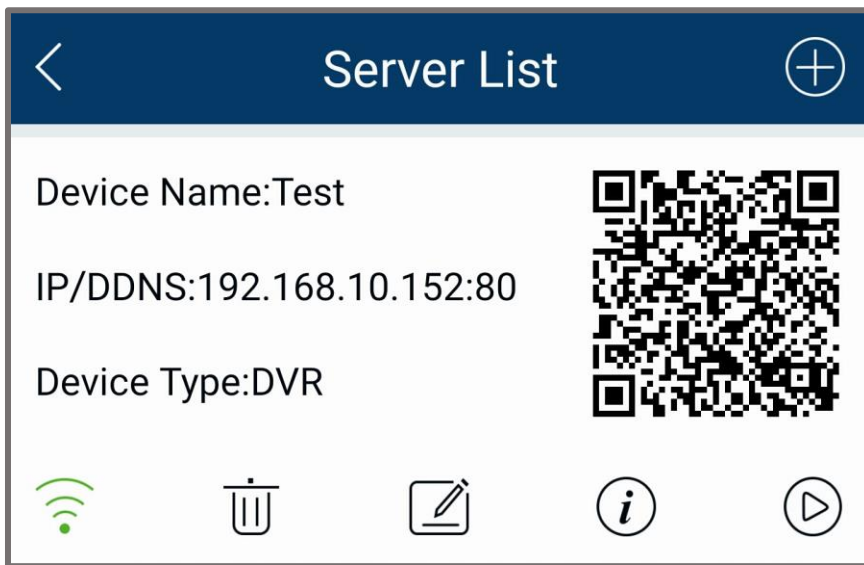 Server List
Device Name:Test
IP/DDNS:192.168.10.152:80
Device Type:DVR